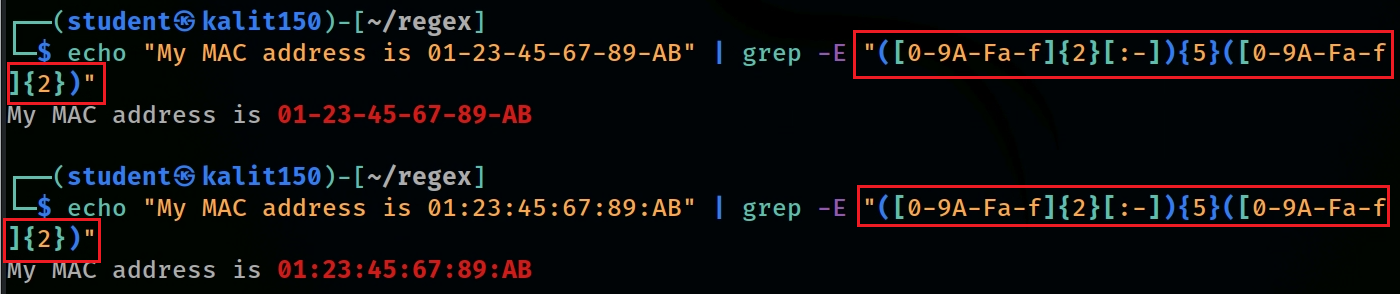 ┌──(student㉿kalit150)-[~/regex]
└─$ echo "My MAC address is 01-23-45-67-89-AB" | grep -E "([0-9A-Fa-f]{2}[:-]){5}([0-9A-Fa-f
]{2})"
My MAC address is 01-23-45-67-89-AB
┌──(student㉿kalit150)-[~/regex]
└─$ echo "My MAC address is 01:23:45:67:89:AB" | grep -E "([0-9A-Fa-f]{2}[:-]){5}([0-9A-Fa-f
]{2})"
My MAC address is 01:23:45:67:89:AB